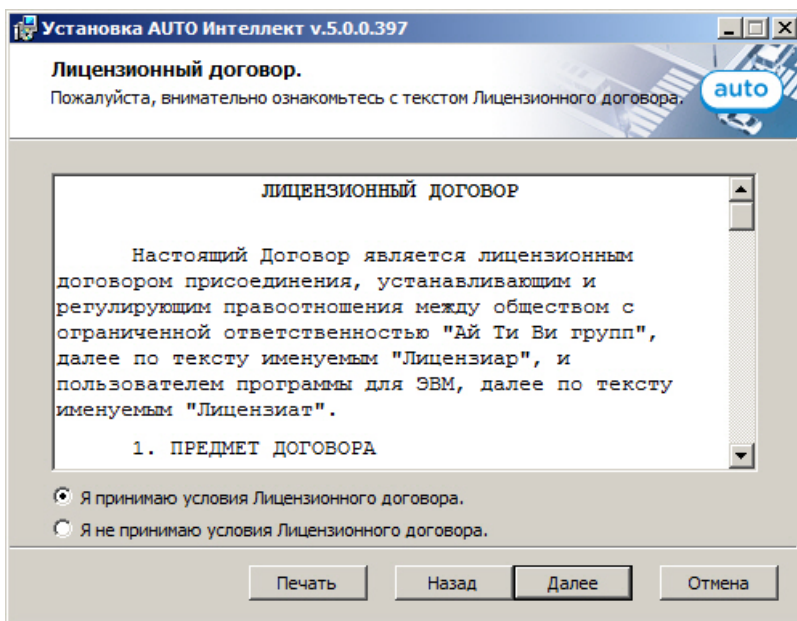 Установка AUTO Интеллект v.5.0.0.397
Лицензионный договор.
Пожалуйста, внимательно ознакомьтесь с текстом Лицензионного договора.
auto
ЛИЦЕНЗИОННЫЙ ДОГОВОР
Настоящий Договор является лицензионным
договором присоединения, устанавливающим и
регулирующим правоотношения между обществом с
ограниченной ответственностью "Ай Ти Ви групп",
далее по тексту именуемым "Лицензиар", и
пользователем программы для ЭВМ, далее по тексту
именуемым "Лицензиат".
1. ПРЕДМЕТ ДОГОВОРА
Я принимаю условия Лицензионного договора.
Я не принимаю условия Лицензионного договора.
Печать Назад Далее Отмена